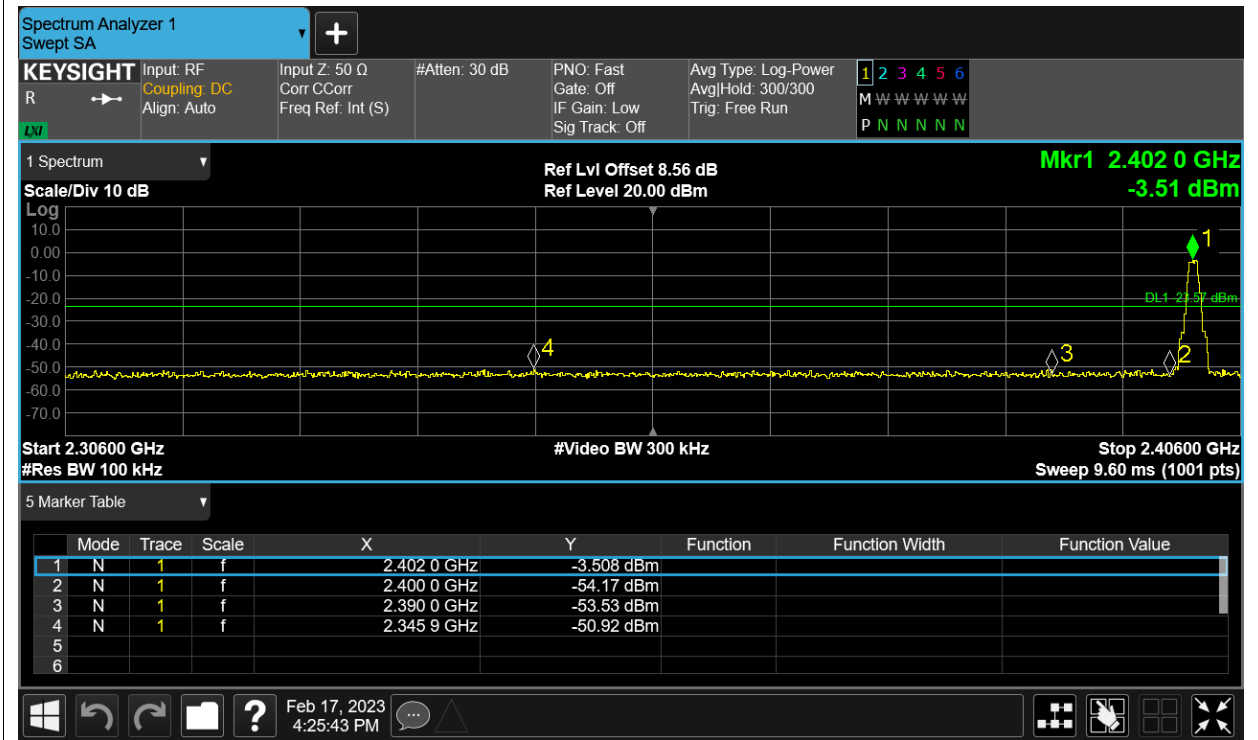 Spectrum Analyzer 1
Swept SA
KEYSIGHT
R
LXI
Input: RF
Coupling: DC
Align: Auto
Input Z: 50 Ω
Corr CCorr
Freq Ref: Int (S)
#Atten: 30 dB
PNO: Fast
Gate: Off
IF Gain: Low
Sig Track: Off
Avg Type: Log-Power
Avg|Hold: 300/300
Trig: Free Run
1 2 3 4 5 6
M W W W W W
P N N N N N
1 Spectrum
Scale/Div 10 dB
Ref Lvl Offset 8.56 dB
Ref Level 20.00 dBm
Mkr1 2.402 0 GHz
-3.51 dBm
Log
10.0
0.00
-10.0
-20.0
-30.0
-40.0
-50.0
-60.0
-70.0
1
DL1 -23.57 dBm
4
3
2
Start 2.30600 GHz
#Video BW 300 kHz
Stop 2.40600 GHz
#Res BW 100 kHz
Sweep 9.60 ms (1001 pts)
5 Marker Table
Mode Trace Scale X Y Function Function Width Function Value
1 N 1 f 2.402 0 GHz -3.508 dBm
2 N 1 f 2.400 0 GHz -54.17 dBm
3 N 1 f 2.390 0 GHz -53.53 dBm
4 N 1 f 2.345 9 GHz -50.92 dBm
5
6
?
Feb 17, 2023
4:25:43 PM